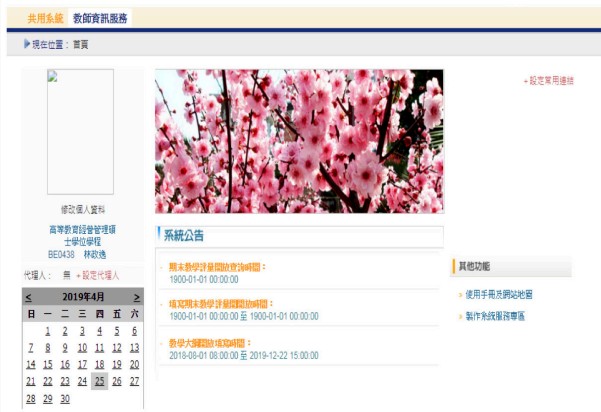 共用系統 教師資訊服務
現在位置： 首頁
+設定常用連結
修改個人資料
高等教育經營管理碩
士學位學程
BE0438 林政逸
代理人： 無 +設定代理人
≤ 2019年4月 ≥
日 一 二 三 四 五 六
1 2 3 4 5 6
7 8 9 10 11 12 13
14 15 16 17 18 19 20
21 22 23 24 25 26 27
28 29 30
系統公告
期末教學評量開放查詢時間：
1900-01-01 00:00:00
填寫期末教學評量開放時間：
1900-01-01 00:00:00 至 1900-01-01 00:00:00
教學大綱開放填寫時間：
2018-08-01 08:00:00 至 2019-12-22 15:00:00
其他功能
» 使用手冊及網站地圖
» 製作系統服務專區